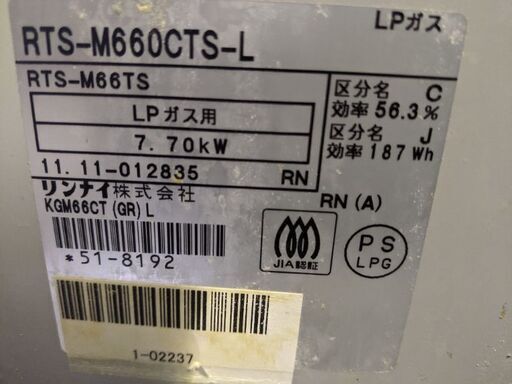 LPガス
RTS-M660CTS-L
RTS-M66TS
LPガス用
7.70kW
区分名 C
効率 56.3%
区分名 J
効率 187Wh
11.11-012835 RN
リンナイ株式会社
RN(A)
KGM66CT(GR)L
*51-8192
JIA認証
PS
LPG
1-02237